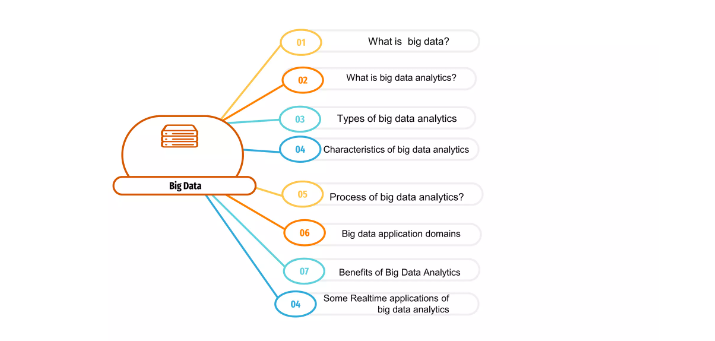 01 What is big data?
02 What is big data analytics?
03 Types of big data analytics
04 Characteristics of big data analytics
Big Data
05 Process of big data analytics?
06 Big data application domains
07 Benefits of Big Data Analytics
04 Some Realtime applications of
big data analytics